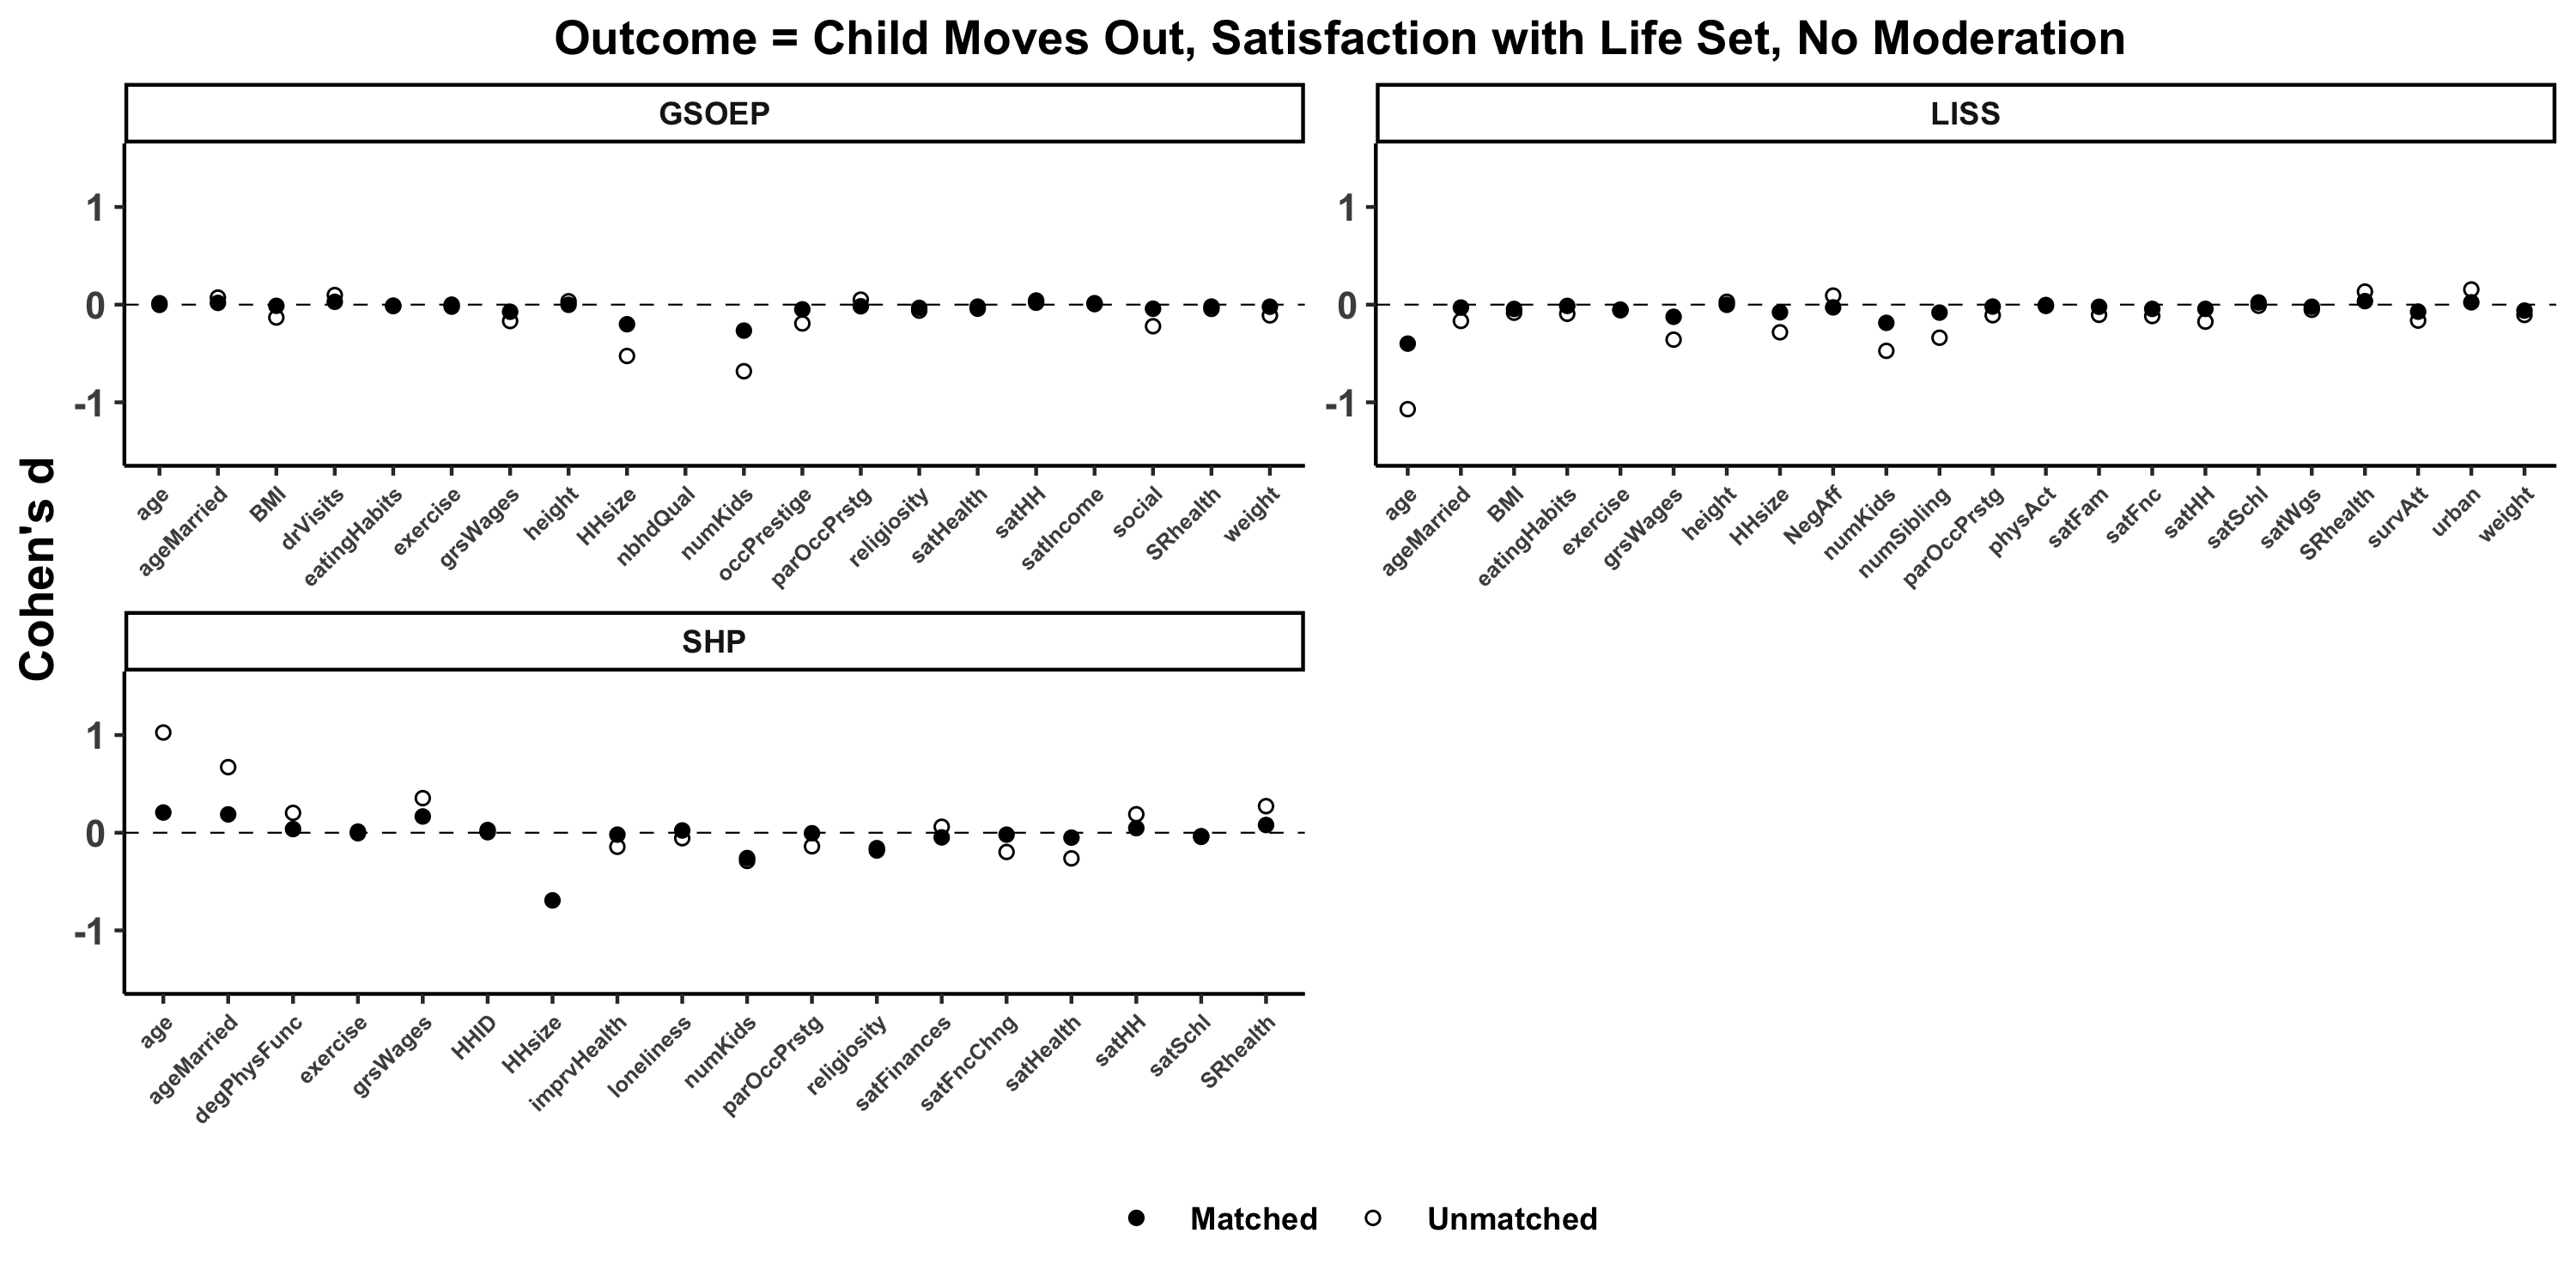 Outcome = Child Moves Out, Satisfaction with Life Set, No Moderation
Cohen's d
GSOEP
1
0
-1
age
ageMarried
BMI
drVisits
eatingHabits
exercise
grsWages
height
HHsize
nbhdQual
numKids
occPrestige
parOccPrstg
religiosity
satHealth
satHH
satIncome
social
SRhealth
weight
LISS
1
0
-1
age
ageMarried
BMI
eatingHabits
exercise
grsWages
height
HHsize
NegAff
numKids
numSibling
parOccPrstg
physAct
satFam
satFnc
satHH
satSchl
satWgs
SRhealth
survAtt
urban
weight
SHP
1
0
-1
age
ageMarried
degPhysFunc
exercise
grsWages
HHID
HHsize
imprvHealth
loneliness
numKids
parOccPrstg
religiosity
satFinances
satFncChng
satHealth
satHH
satSchl
SRhealth
Matched
Unmatched